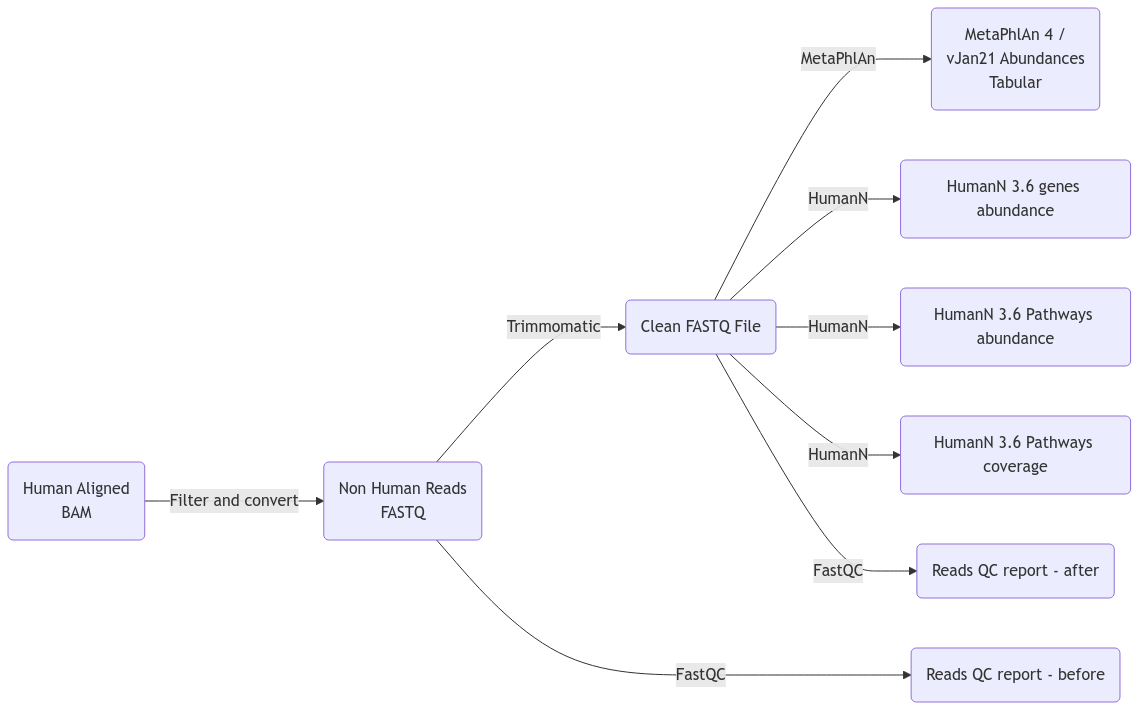 MetaPhlAn 4 /
vJan21 Abundances
Tabular
MetaPhlAn
HumanN 3.6 genes
abundance
HumanN
Trimmomatic
Clean FASTQ File
HumanN
HumanN 3.6 Pathways
abundance
HumanN
HumanN 3.6 Pathways
coverage
Human Aligned
BAM
Filter and convert
Non Human Reads
FASTQ
FastQC
Reads QC report - after
FastQC
Reads QC report - before